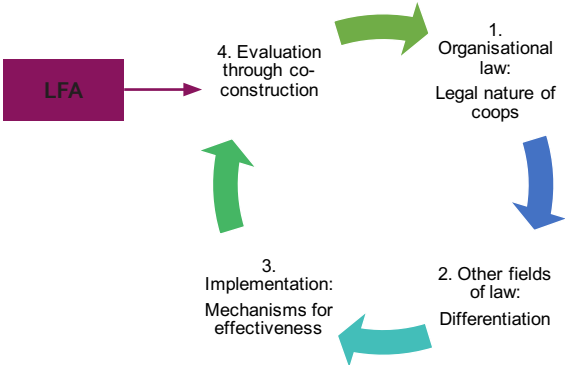 LFA
4. Evaluation
through co-
construction
1.
Organisational
law:
Legal nature of
coops
2. Other fields
of law:
Differentiation
3.
Implementation:
Mechanisms for
effectiveness